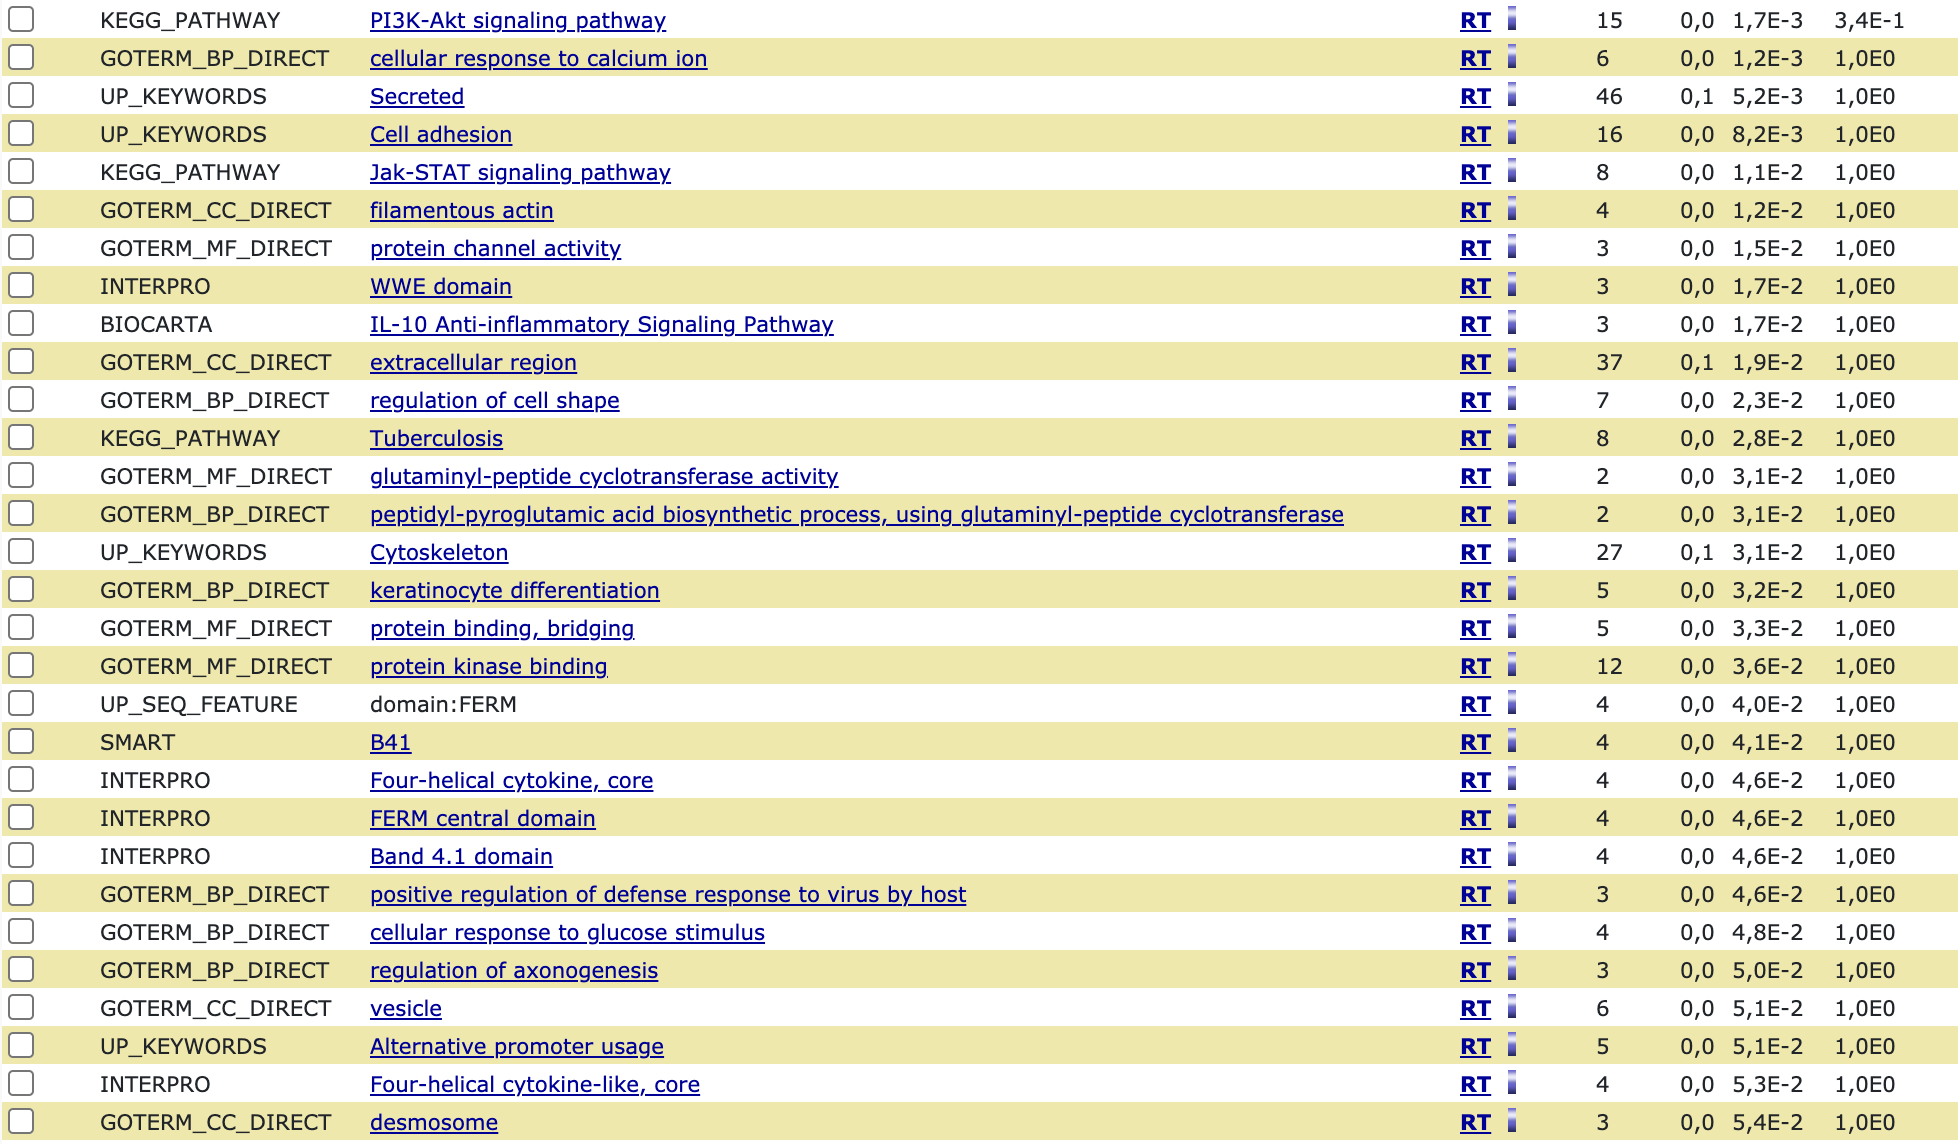 KEGG_PATHWAY PI3K-Akt signaling pathway RT 15 0,0 1,7E-3 3,4E-1
GOTERM_BP_DIRECT cellular response to calcium ion RT 6 0,0 1,2E-3 1,0E0
UP_KEYWORDS Secreted RT 46 0,1 5,2E-3 1,0E0
UP_KEYWORDS Cell adhesion RT 16 0,0 8,2E-3 1,0E0
KEGG_PATHWAY Jak-STAT signaling pathway RT 8 0,0 1,1E-2 1,0E0
GOTERM_CC_DIRECT filamentous actin RT 4 0,0 1,2E-2 1,0E0
GOTERM_MF_DIRECT protein channel activity RT 3 0,0 1,5E-2 1,0E0
INTERPRO WWE domain RT 3 0,0 1,7E-2 1,0E0
BIOCARTA IL-10 Anti-inflammatory Signaling Pathway RT 3 0,0 1,7E-2 1,0E0
GOTERM_CC_DIRECT extracellular region RT 37 0,1 1,9E-2 1,0E0
GOTERM_BP_DIRECT regulation of cell shape RT 7 0,0 2,3E-2 1,0E0
KEGG_PATHWAY Tuberculosis RT 8 0,0 2,8E-2 1,0E0
GOTERM_MF_DIRECT glutaminyl-peptide cyclotransferase activity RT 2 0,0 3,1E-2 1,0E0
GOTERM_BP_DIRECT peptidyl-pyroglutamic acid biosynthetic process, using glutaminyl-peptide cyclotransferase RT 2 0,0 3,1E-2 1,0E0
UP_KEYWORDS Cytoskeleton RT 27 0,1 3,1E-2 1,0E0
GOTERM_BP_DIRECT keratinocyte differentiation RT 5 0,0 3,2E-2 1,0E0
GOTERM_MF_DIRECT protein binding, bridging RT 5 0,0 3,3E-2 1,0E0
GOTERM_MF_DIRECT protein kinase binding RT 12 0,0 3,6E-2 1,0E0
UP_SEQ_FEATURE domain:FERM RT 4 0,0 4,0E-2 1,0E0
SMART B41 RT 4 0,0 4,1E-2 1,0E0
INTERPRO Four-helical cytokine, core RT 4 0,0 4,6E-2 1,0E0
INTERPRO FERM central domain RT 4 0,0 4,6E-2 1,0E0
INTERPRO Band 4.1 domain RT 4 0,0 4,6E-2 1,0E0
GOTERM_BP_DIRECT positive regulation of defense response to virus by host RT 3 0,0 4,6E-2 1,0E0
GOTERM_BP_DIRECT cellular response to glucose stimulus RT 4 0,0 4,8E-2 1,0E0
GOTERM_BP_DIRECT regulation of axonogenesis RT 3 0,0 5,0E-2 1,0E0
GOTERM_CC_DIRECT vesicle RT 6 0,0 5,1E-2 1,0E0
UP_KEYWORDS Alternative promoter usage RT 5 0,0 5,1E-2 1,0E0
INTERPRO Four-helical cytokine-like, core RT 4 0,0 5,3E-2 1,0E0
GOTERM_CC_DIRECT desmosome RT 3 0,0 5,4E-2 1,0E0